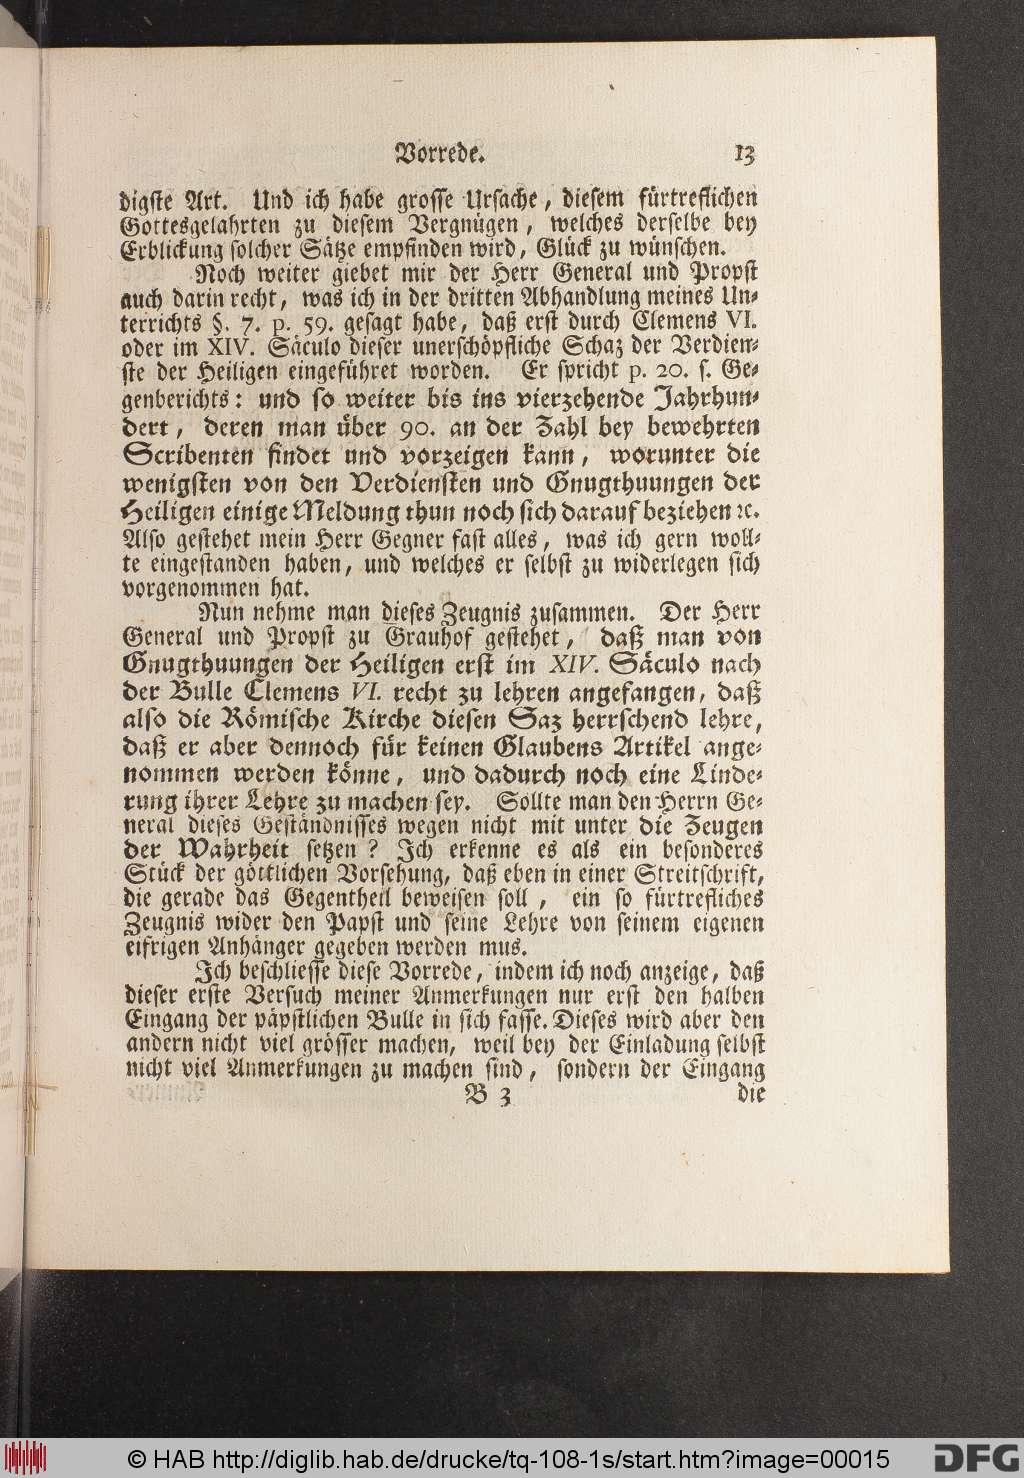 Vorrede. 13
digste Art. Und ich habe grosse Ursache, diesem fürtreflichen
Gottesgelahrten zu diesem Vergnügen, welches derselbe bey
Erblickung solcher Sätze empfinden wird, Glück zu wünschen.
Noch weiter giebet mir der Herr General und Propst
auch darin recht, was ich in der dritten Abhandlung meines Un-
terrichts §. 7. p. 59. gesagt habe, daß erst durch Clemens VI.
oder im XIV. Säculo dieser unerschöpfliche Schaz der Verdien-
ste der Heiligen eingeführet worden. Er spricht p. 20. s. Ge-
genberichts: und so weiter bis ins vierzehende Jahrhun-
dert, deren man über 90. an der Zahl bey bewehrten
Scribenten findet und vorzeigen kann, worunter die
wenigsten von den Verdiensten und Gnugthuungen der
Heiligen einige Meldung thun noch sich darauf beziehen ꝛc.
Also gestehet mein Herr Gegner fast alles, was ich gern woll-
te eingestanden haben, und welches er selbst zu widerlegen sich
vorgenommen hat.
Nun nehme man dieses Zeugnis zusammen. Der Herr
General und Propst zu Grauhof gestehet, daß man von
Gnugthuungen der Heiligen erst im XIV. Säculo nach
der Bulle Clemens VI. recht zu lehren angefangen, daß
also die Römische Kirche diesen Saz herrschend lehre,
daß er aber dennoch für keinen Glaubens Artikel ange-
nommen werden könne, und dadurch noch eine Linde-
rung ihrer Lehre zu machen sey. Sollte man den Herrn Ge-
neral dieses Geständnisses wegen nicht mit unter die Zeugen
der Wahrheit setzen? Ich erkenne es als ein besonderes
Stück der göttlichen Vorsehung, daß eben in einer Streitschrift,
die gerade das Gegentheil beweisen soll, ein so fürtrefliches
Zeugnis wider den Papst und seine Lehre von seinem eigenen
eifrigen Anhänger gegeben werden mus.
Ich beschliesse diese Vorrede, indem ich noch anzeige, daß
dieser erste Versuch meiner Anmerkungen nur erst den halben
Eingang der päpstlichen Bulle in sich fasse. Dieses wird aber den
andern nicht viel grösser machen, weil bey der Einladung selbst
nicht viel Anmerkungen zu machen sind, sondern der Eingang
B 3 die
© HAB http://diglib.hab.de/drucke/tq-108-1s/start.htm?image=00015 DFG